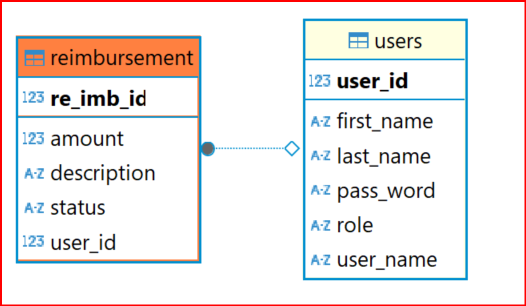 reimbursement
123 re_imb_id
123 amount
A-Z description
A-Z status
123 user_id
users
123 user_id
A-Z first_name
A-Z last_name
A-Z pass_word
A-Z role
A-Z user_name